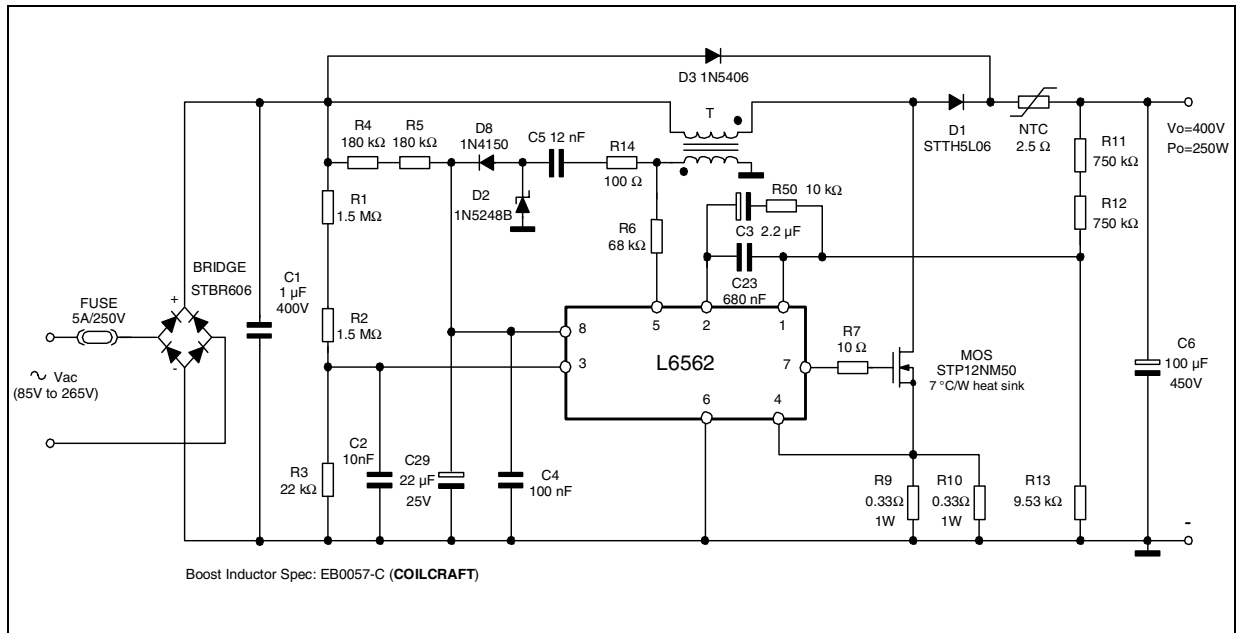 D3 1N5406
T
R4
180 kΩ
R5
180 kΩ
D8
1N4150
C5 12 nF
R14
100 Ω
D1
STTH5L06
NTC
2.5 Ω
Vo=400V
Po=250W
R11
750 kΩ
R1
1.5 MΩ
D2
1N5248B
R50 10 kΩ
R12
750 kΩ
R6
68 kΩ
C3 2.2 µF
BRIDGE
STBR606
C1
1 µF
400V
C23
680 nF
FUSE
5A/250V
+
-
R2
1.5 MΩ
5
2
1
8
3
L6562
7
6
4
R7
10 Ω
MOS
STP12NM50
7 °C/W heat sink
C6
100 µF
450V
~ Vac
(85V to 265V)
C2
10nF
R3
22 kΩ
C29
22 µF
25V
C4
100 nF
R9
0.33Ω
1W
R10
0.33Ω
1W
R13
9.53 kΩ
-
Boost Inductor Spec: EB0057-C (COILCRAFT)